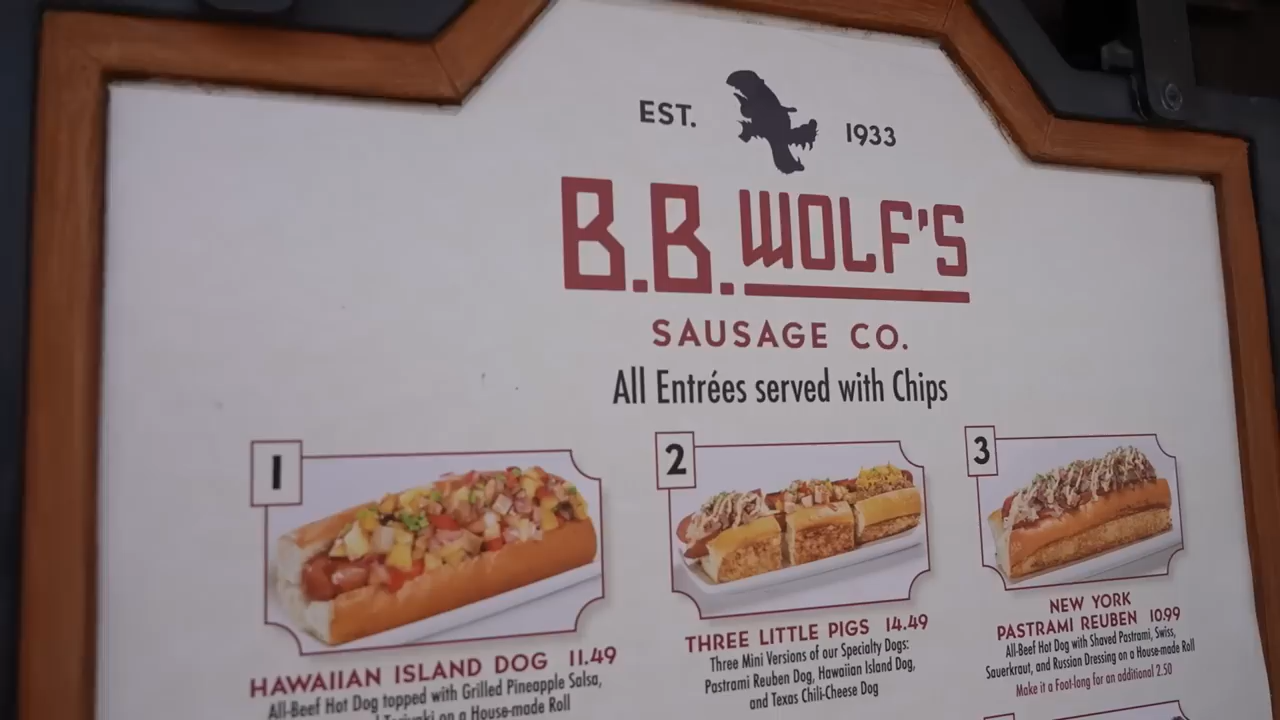 EST. 1933
B.B. WOLF'S
SAUSAGE CO.
All Entrées served with Chips
1
HAWAIIAN ISLAND DOG 11.49
All-Beef Hot Dog topped with Grilled Pineapple Salsa,
Teriyaki on a House-made Roll
2
THREE LITTLE PIGS 14.49
Three Mini Versions of our Specialty Dogs:
Pastrami Reuben Dog, Hawaiian Island Dog,
and Texas Chili-Cheese Dog
3
NEW YORK
PASTRAMI REUBEN 10.99
All-Beef Hot Dog with Shaved Pastrami, Swiss,
Sauerkraut, and Russian Dressing on a House-made Roll
Make it a Foot-long for an additional 2.50